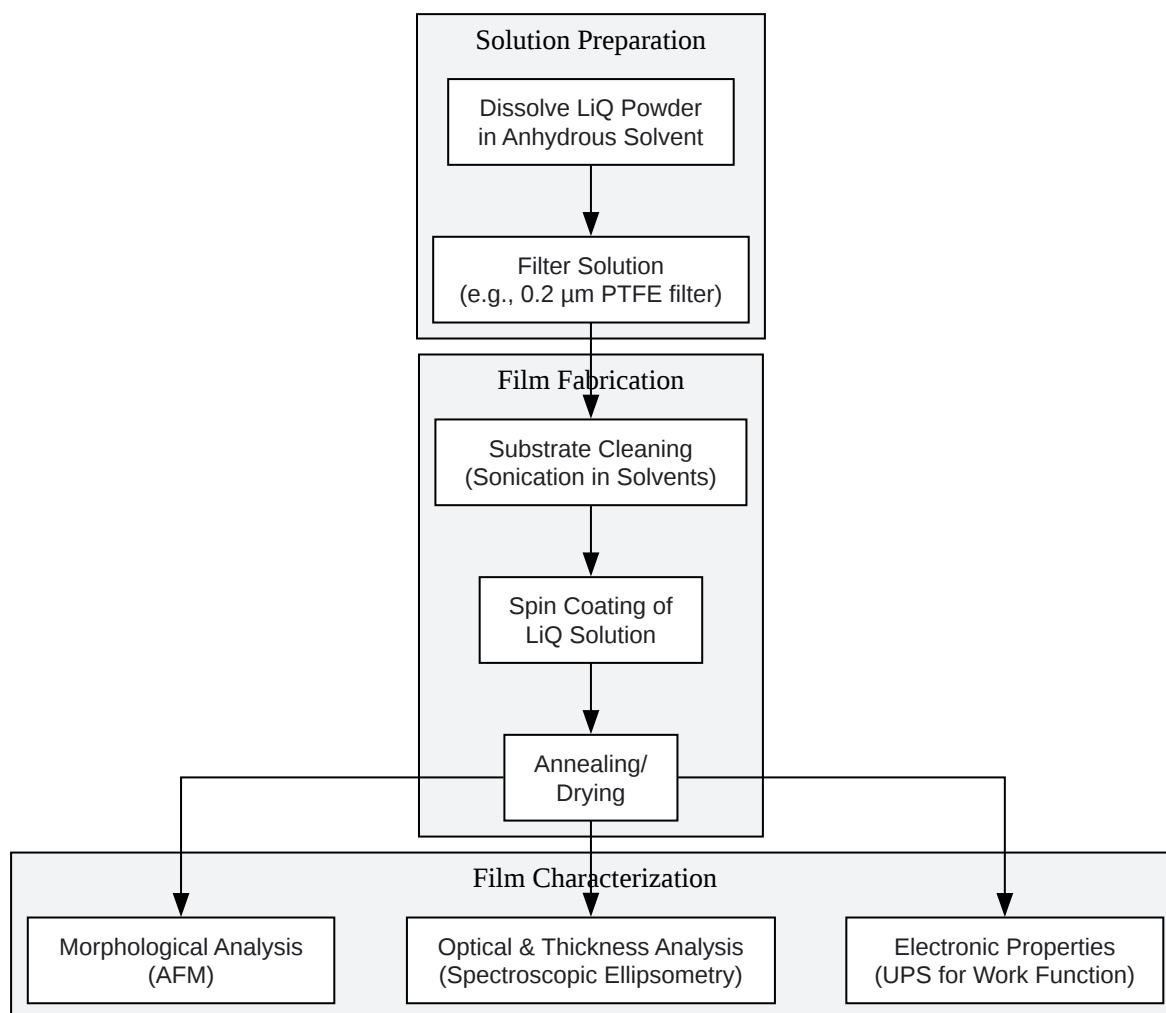 Solution Preparation
Dissolve LiQ Powder
in Anhydrous Solvent
Filter Solution
(e.g., 0.2 µm PTFE filter)
Film Fabrication
Substrate Cleaning
(Sonication in Solvents)
Spin Coating of
LiQ Solution
Annealing/
Drying
Film Characterization
Morphological Analysis
(AFM)
Optical & Thickness Analysis
(Spectroscopic Ellipsometry)
Electronic Properties
(UPS for Work Function)